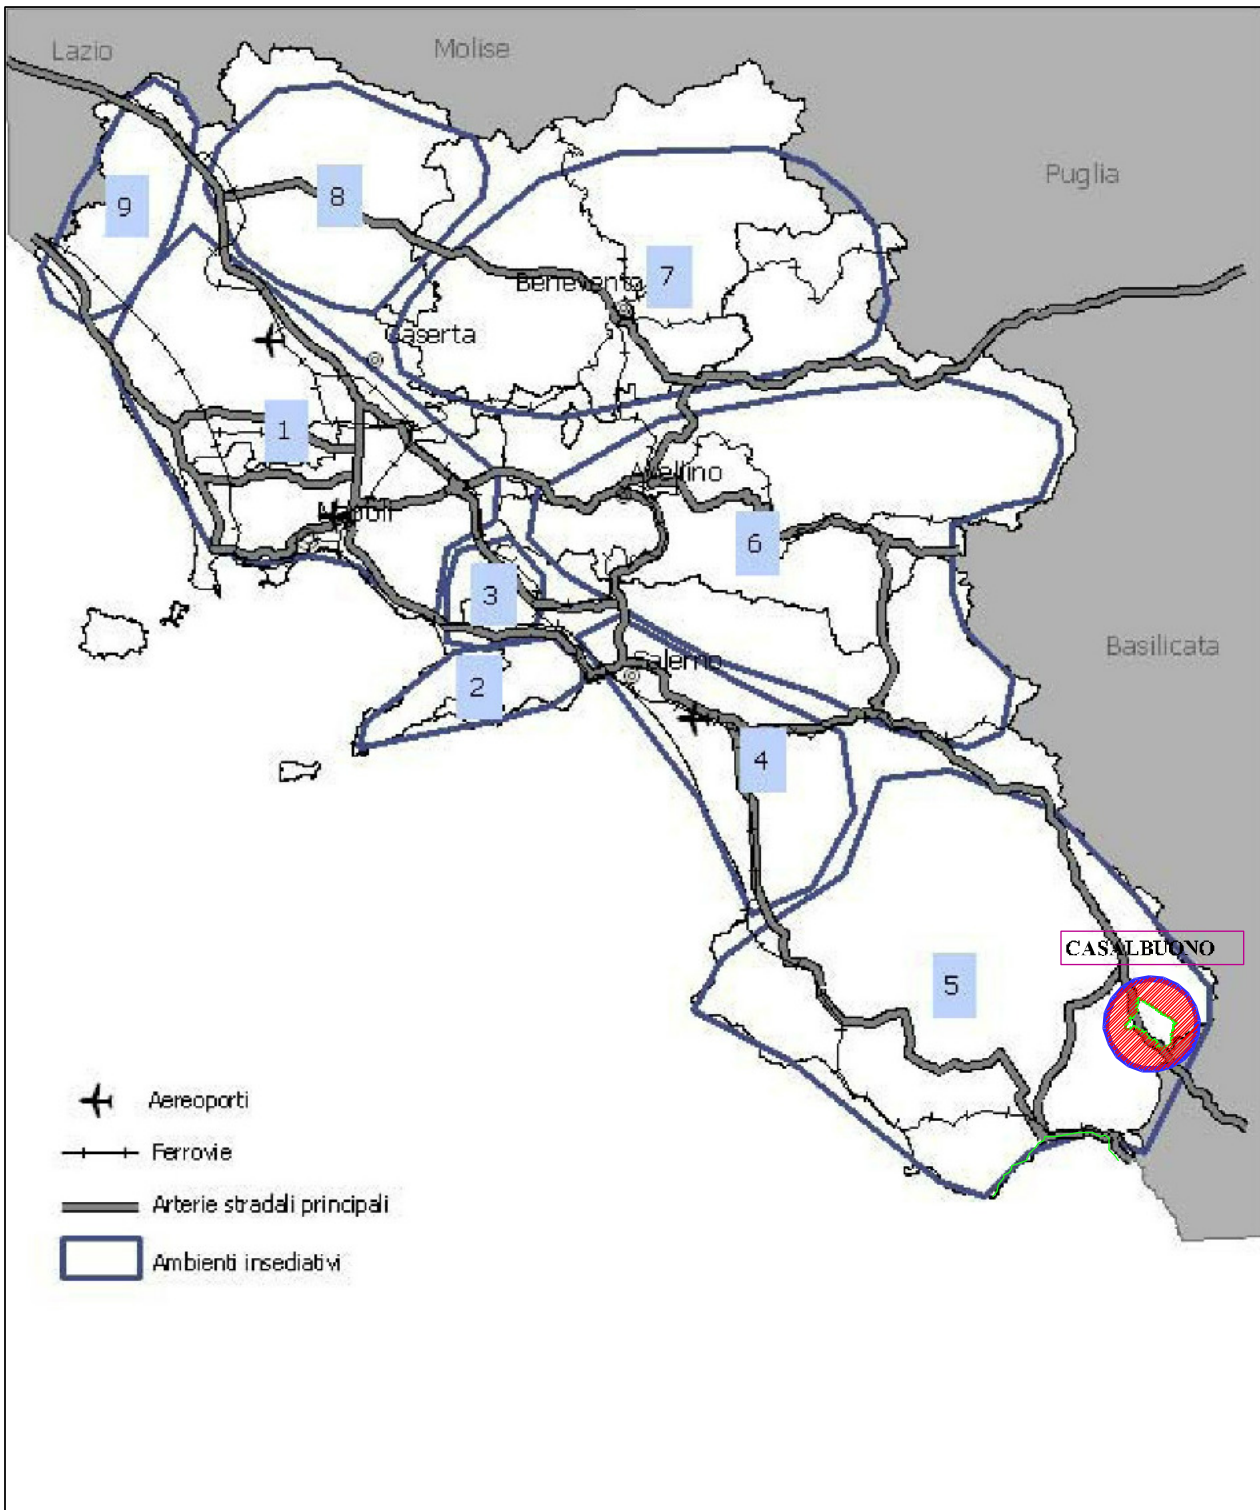 Lazio
Molise
Puglia
9
8
7
Benevento
Caserta
1
Avellino
Napoli
6
3
Basilicata
Salerno
2
4
CASALBUONO
5
Aereoporti
Ferrovie
Arterie stradali principali
Ambienti insediativi